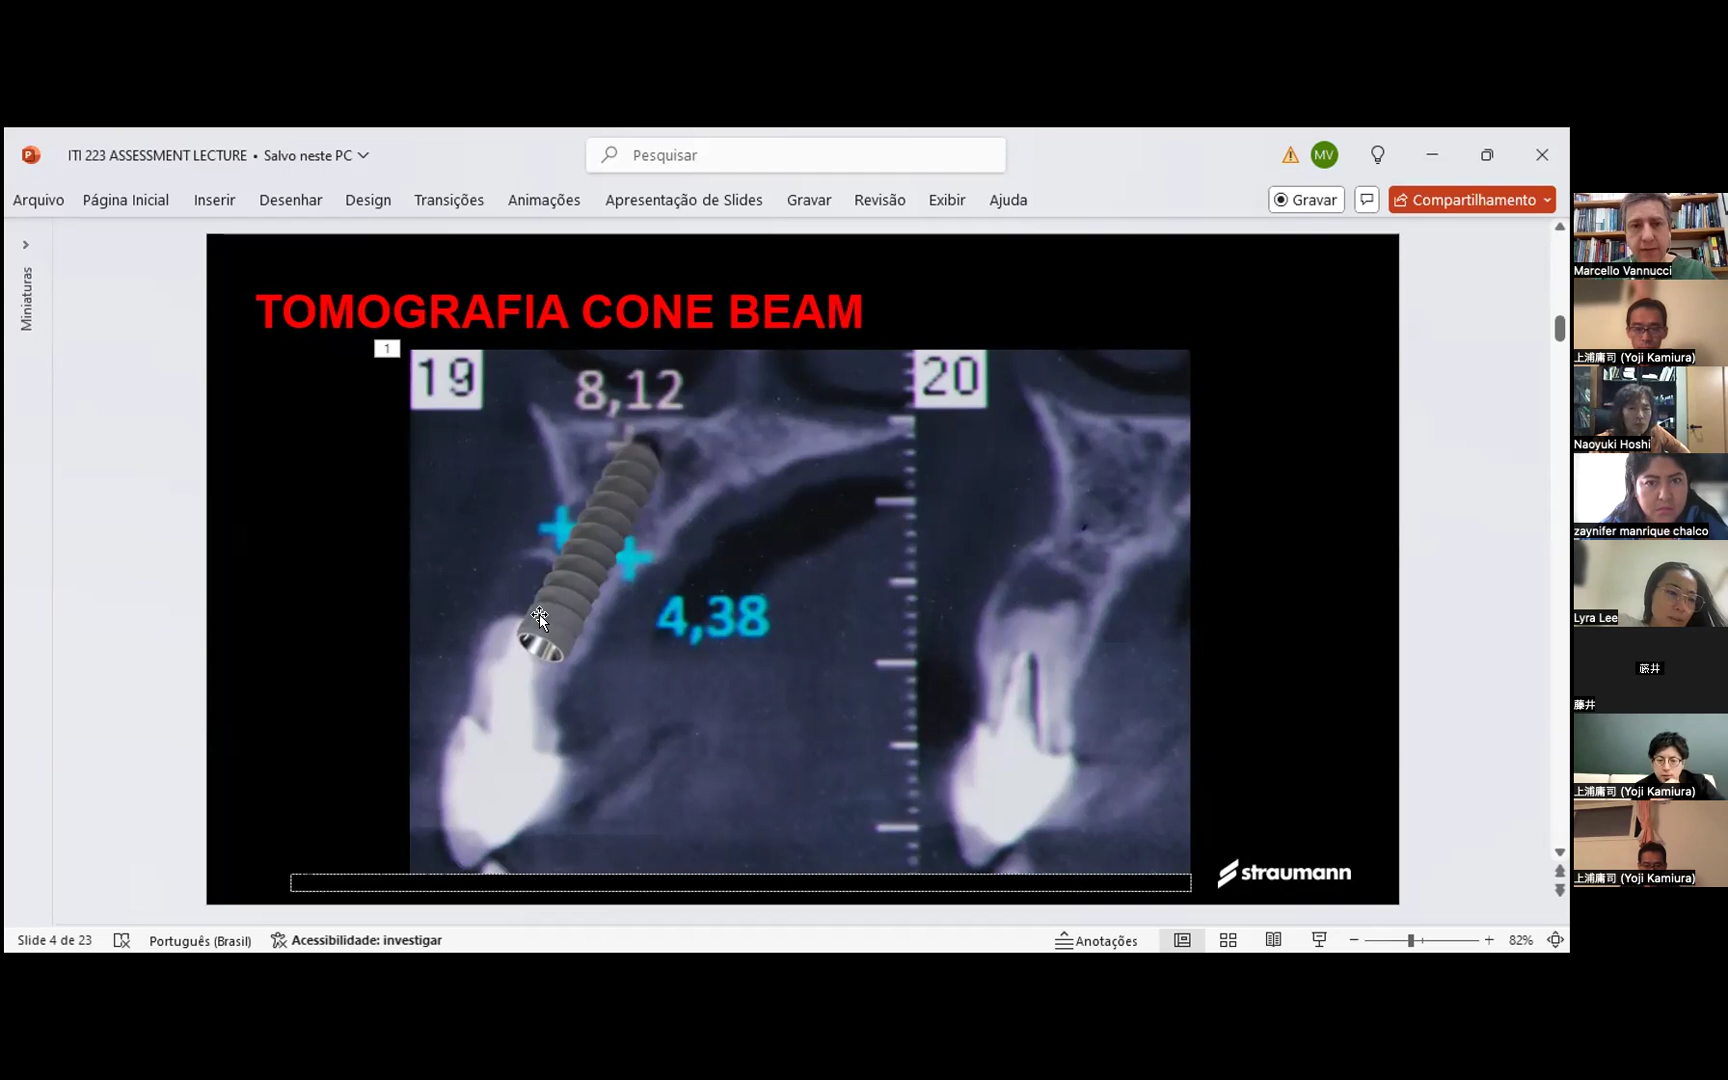 ITI 223 ASSESSMENT LECTURE • Salvo neste PC
Pesquisar
MV
Arquivo Página Inicial Inserir Desenhar Design Transições Animações Apresentação de Slides Gravar Revisão Exibir Ajuda
Gravar
Compartilhamento
Miniaturas
TOMOGRAFIA CONE BEAM
1
19
8,12
20
4,38
straumann
Slide 4 de 23
Português (Brasil)
Acessibilidade: investigar
Anotações
82%
Marcello Vannucci
上浦庸司 (Yoji Kamiura)
Naoyuki Hoshi
zaynifer manrique chalco
Lyra Lee
藤井
藤井
上浦庸司 (Yoji Kamiura)
上浦庸司 (Yoji Kamiura)